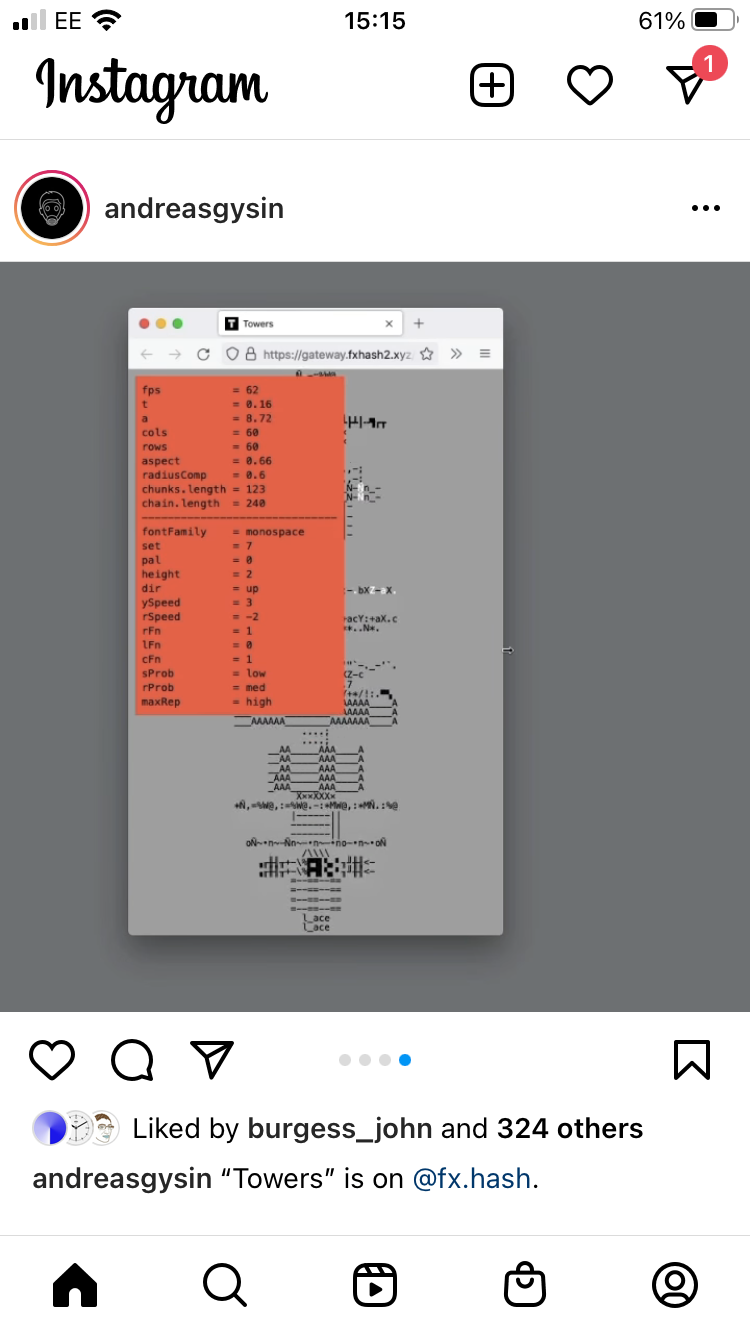 EE 15:15 61%
Instagram 1
andreasgysin
Towers
https://gateway.fxhash2.xyz
fps = 62
t = 0.16
a = 8.72
cols = 60
rows = 60
aspect = 0.66
radiusComp = 0.6
chunks.length = 123
chain.length = 240
fontFamily = monospace
set = 7
pal = 0
height = 2
dir = up
ySpeed = 3
rSpeed = -2
rFn = 1
lFn = 0
cFn = 1
sProb = low
rProb = med
maxRep = high
l_ace
l_ace
Liked by burgess_john and 324 others
andreasgysin “Towers” is on @fx.hash.